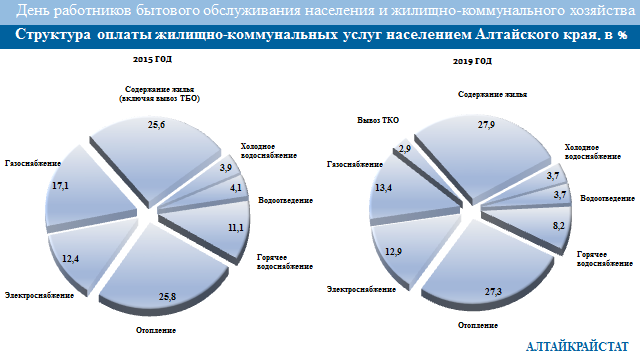 День работников бытового обслуживания населения и жилищно-коммунального хозяйства
Структура оплаты жилищно-коммунальных услуг населением Алтайского края, в %
2015 ГОД
Содержание жилья
(включая вывоз ТБО)
25,6
Холодное
водоснабжение
3,9
4,1
Водоотведение
11,1
Горячее
водоснабжение
25,8
Отопление
12,4
Электроснабжение
17,1
Газоснабжение
2019 ГОД
Содержание жилья
27,9
Вывоз ТКО
2,9
Холодное
водоснабжение
3,7
3,7
Водоотведение
8,2
Горячее
водоснабжение
27,3
Отопление
12,9
Электроснабжение
13,4
Газоснабжение
АЛТАЙКРАЙСТАТ